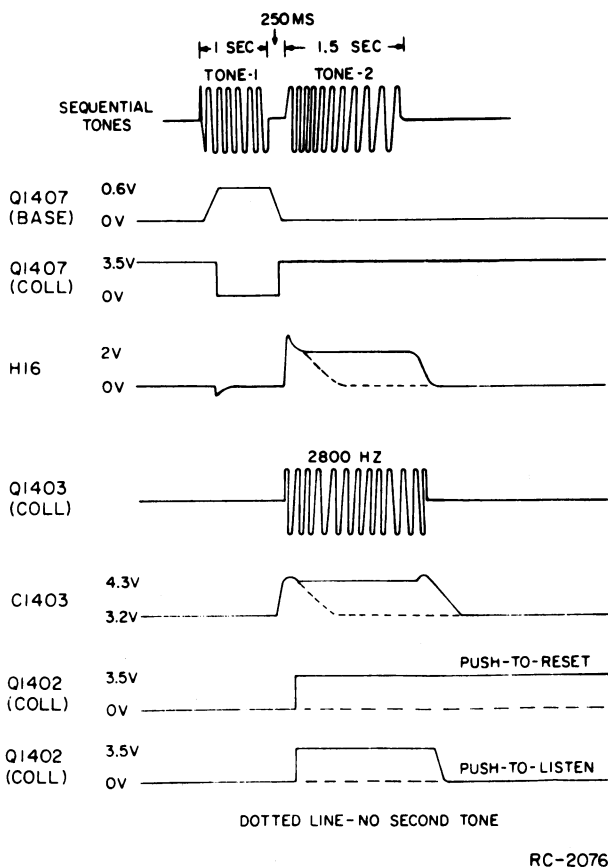 250MS
1 SEC 1.5 SEC
TONE-1 TONE-2
SEQUENTIAL
TONES
Q1407
(BASE)
0.6V
0V
Q1407
(COLL)
3.5V
0V
H16
2V
0V
2800 HZ
Q1403
(COLL)
C1403
4.3V
3.2V
Q1402
(COLL)
3.5V
0V
PUSH-TO-RESET
Q1402
(COLL)
3.5V
0V
PUSH-TO-LISTEN
DOTTED LINE-NO SECOND TONE
RC-2076